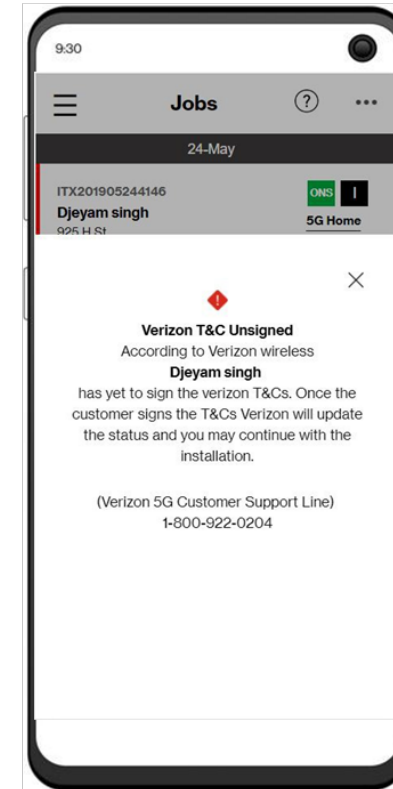 9:30
Jobs ? •••
24-May
ITX201905244146 ONS I
Djeyam singh 5G Home
925 H St
Verizon T&C Unsigned
According to Verizon wireless
Djeyam singh
has yet to sign the verizon T&Cs. Once the
customer signs the T&Cs Verizon will update
the status and you may continue with the
installation.
(Verizon 5G Customer Support Line)
1-800-922-0204